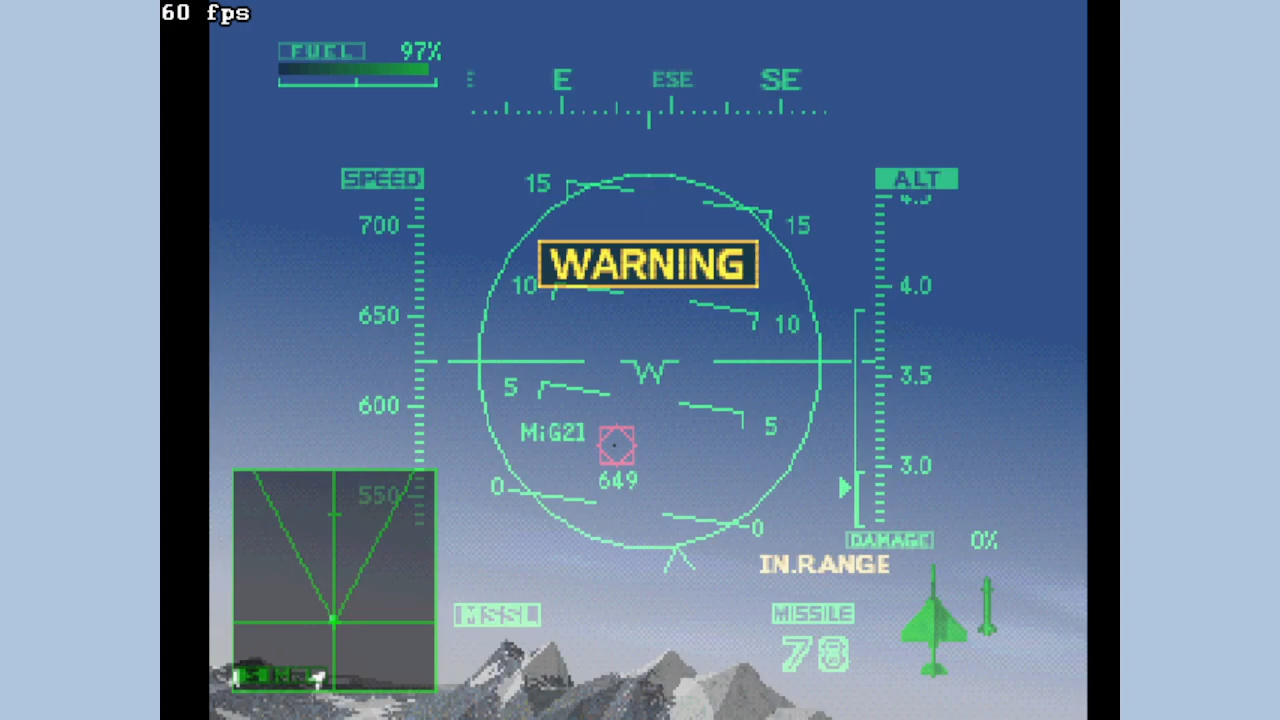 60 fps
FUEL 97%
E ESE SE
SPEED
ALT
15
700
15
4.0
WARNING
10
650
10
3.5
5
600
5
MiG21
649
3.0
0
550
0
DAMAGE 0%
IN.RANGE
MISSILE
78